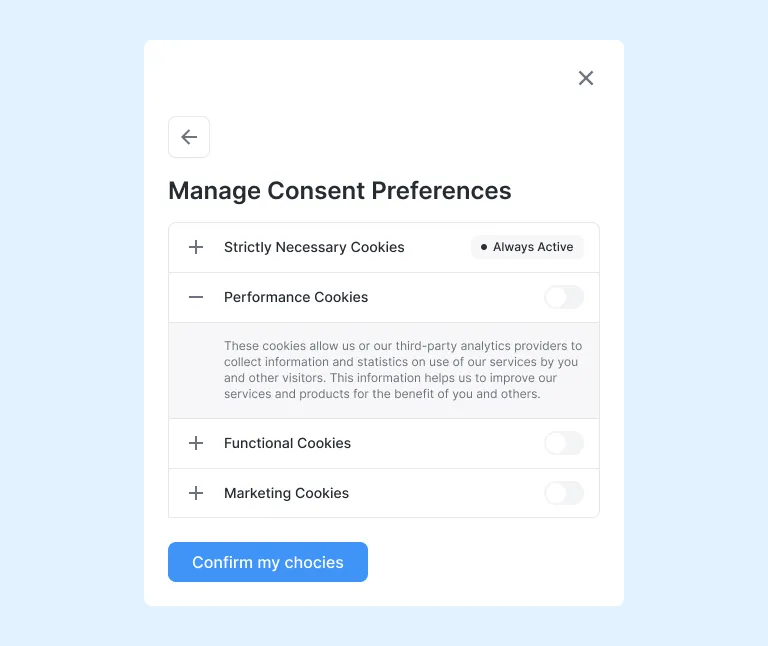 Manage Consent Preferences
Strictly Necessary Cookies
Always Active
Performance Cookies
These cookies allow us or our third-party analytics providers to
collect information and statistics on use of our services by you
and other visitors. This information helps us to improve our
services and products for the benefit of you and others.
Functional Cookies
Marketing Cookies
Confirm my chocies